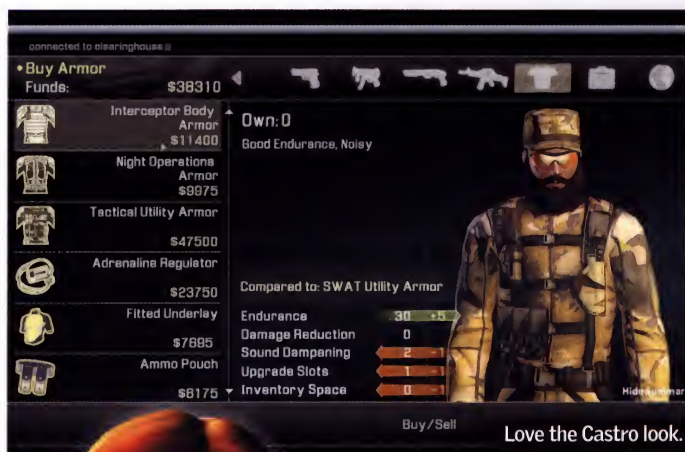 connected to clearinghouse
• Buy Armor
Funds: $38310
Interceptor Body
Armor
$11400
Night Operations
Armor
$9975
Tactical Utility Armor
$47500
Adrenaline Regulator
$23750
Fitted Underlay
Ammo Pouch
Own: 0
Good Endurance, Noisy
Compared to: SWAT Utility Armor
Endurance 30 +5
Damage Reduction 0
Sound Dampening 2
Upgrade Slots 1
Inventory Space 0
Buy/Sell
Love the Castro look.